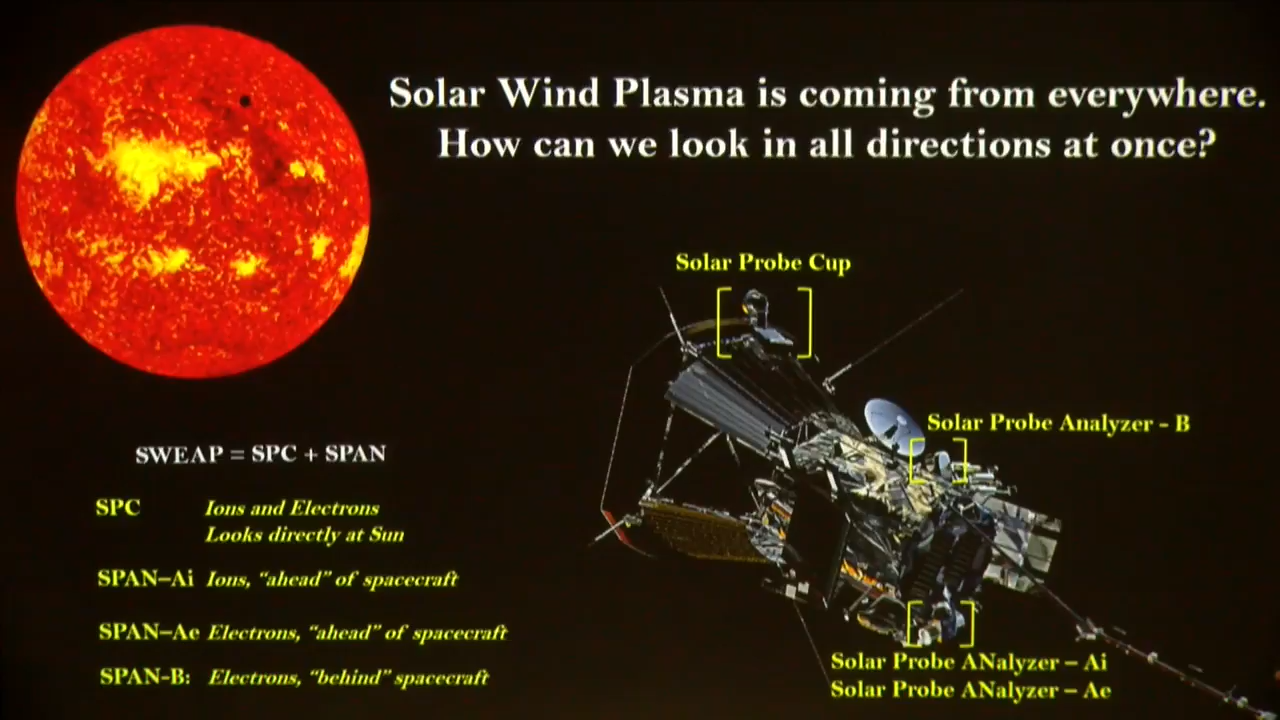 Solar Wind Plasma is coming from everywhere.
How can we look in all directions at once?
Solar Probe Cup
Solar Probe Analyzer - B
SWEAP = SPC + SPAN
SPC Ions and Electrons
Looks directly at Sun
SPAN–Ai Ions, “ahead” of spacecraft
SPAN–Ae Electrons, “ahead” of spacecraft
SPAN-B: Electrons, “behind” spacecraft
Solar Probe ANalyzer – Ai
Solar Probe ANalyzer – Ae